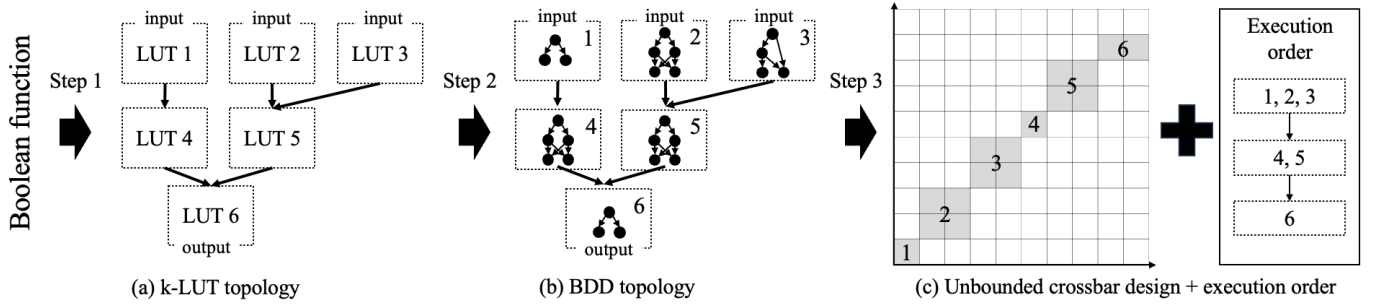 Boolean function
Step 1
input
input
input
LUT 1
LUT 2
LUT 3
LUT 4
LUT 5
LUT 6
output
(a) k-LUT topology
Step 2
input
input
input
1
2
3
4
5
6
output
(b) BDD topology
Step 3
6
5
4
3
2
1
Execution
order
1, 2, 3
4, 5
6
(c) Unbounded crossbar design + execution order